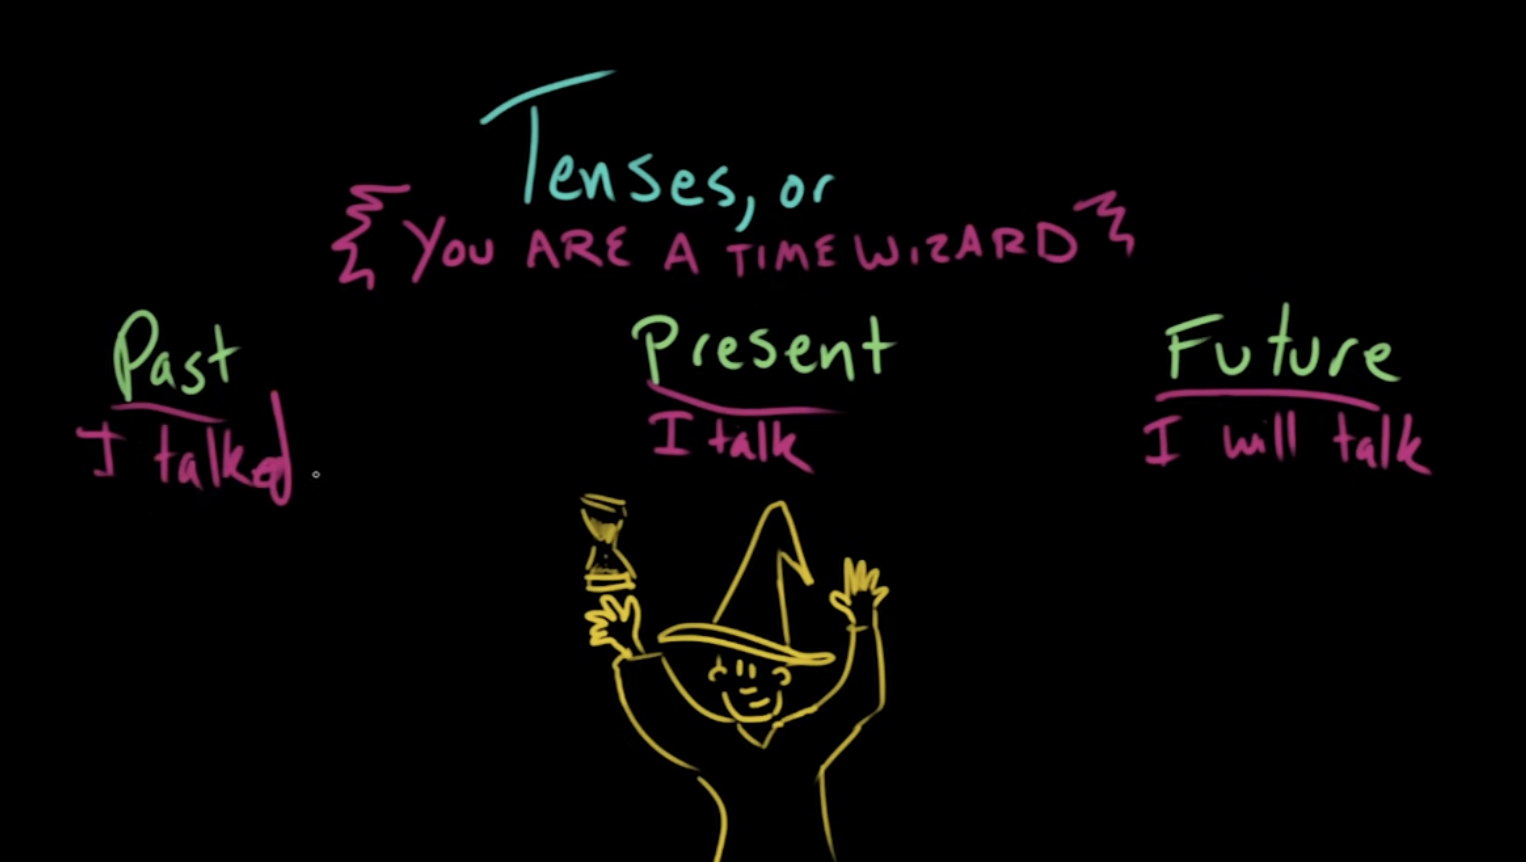 Tenses, or
YOU ARE A TIME WIZARD
Past
Present
Future
I talked
I talk
I will talk